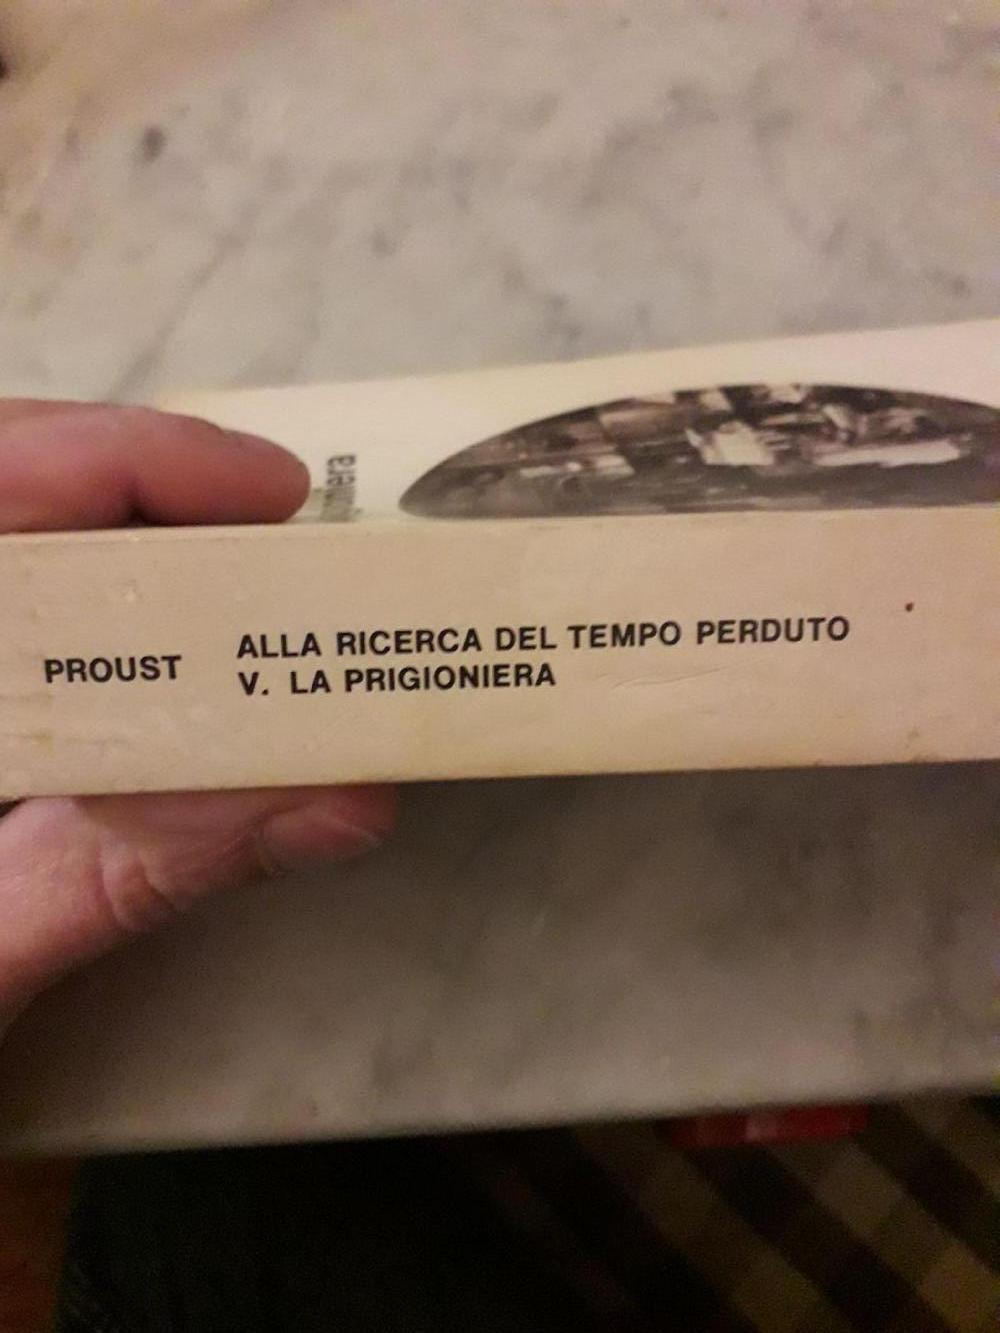 PROUST
ALLA RICERCA DEL TEMPO PERDUTO
V. LA PRIGIONIERA